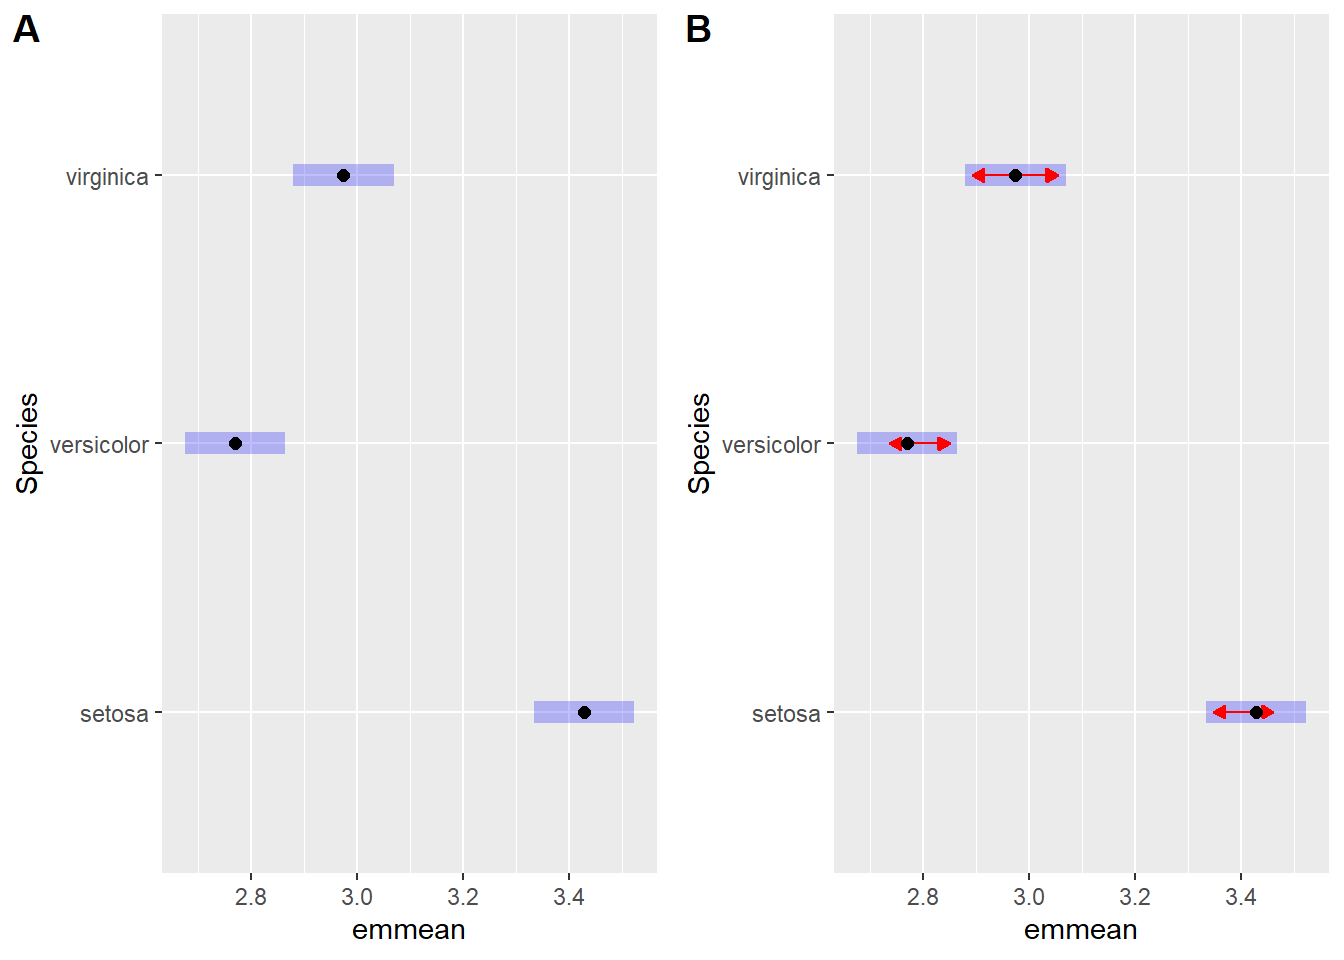 A
virginica
versicolor
setosa
Species
2.8 3.0 3.2 3.4
emmean
B
virginica
versicolor
setosa
Species
2.8 3.0 3.2 3.4
emmean